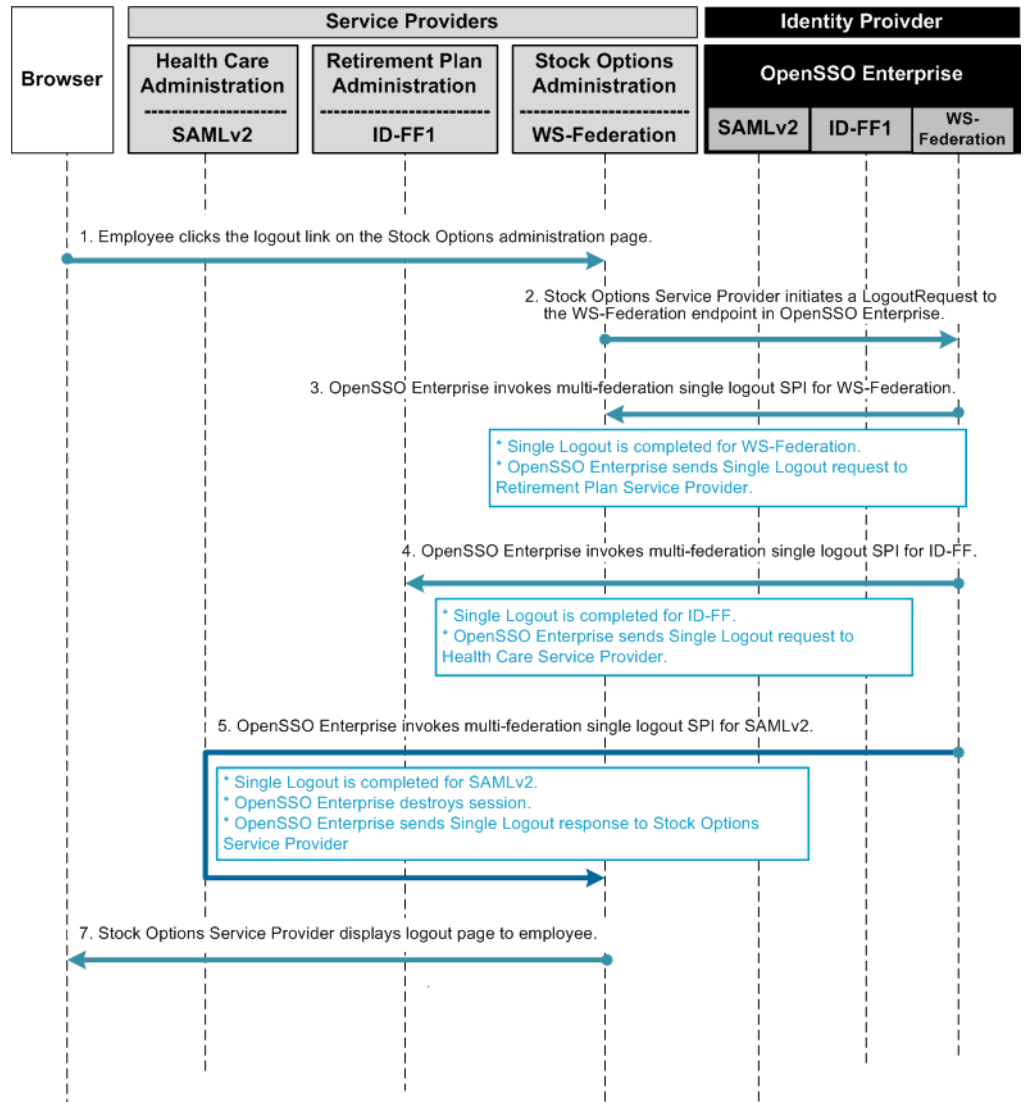 Service Providers
Identity Proivder
Browser
Health Care
Administration
--------------------
SAMLv2
Retirement Plan
Administration
--------------------
ID-FF1
Stock Options
Administration
--------------------
WS-Federation
OpenSSO Enterprise
SAMLv2
ID-FF1
WS-
Federation
1. Employee clicks the logout link on the Stock Options administration page.
2. Stock Options Service Provider initiates a LogoutRequest to
the WS-Federation endpoint in OpenSSO Enterprise.
3. OpenSSO Enterprise invokes multi-federation single logout SPI for WS-Federation.
* Single Logout is completed for WS-Federation.
* OpenSSO Enterprise sends Single Logout request to
Retirement Plan Service Provider.
4. OpenSSO Enterprise invokes multi-federation single logout SPI for ID-FF.
* Single Logout is completed for ID-FF.
* OpenSSO Enterprise sends Single Logout request to
Health Care Service Provider.
5. OpenSSO Enterprise invokes multi-federation single logout SPI for SAMLv2.
* Single Logout is completed for SAMLv2.
* OpenSSO Enterprise destroys session.
* OpenSSO Enterprise sends Single Logout response to Stock Options
Service Provider
7. Stock Options Service Provider displays logout page to employee.